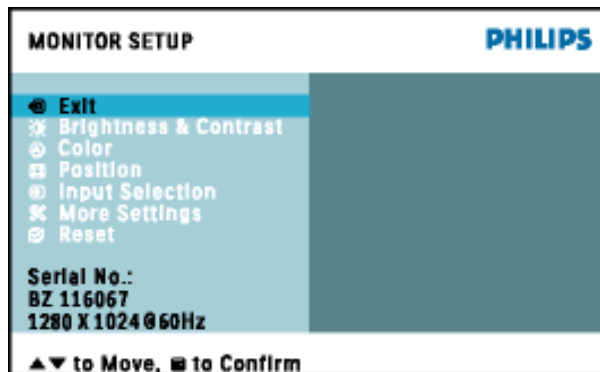 MONITOR SETUP
PHILIPS
Exit
Brightness & Contrast
Color
Position
Input Selection
More Settings
Reset
Serial No.:
BZ 116067
1280 X 1024@60Hz
▲▼ to Move, to Confirm